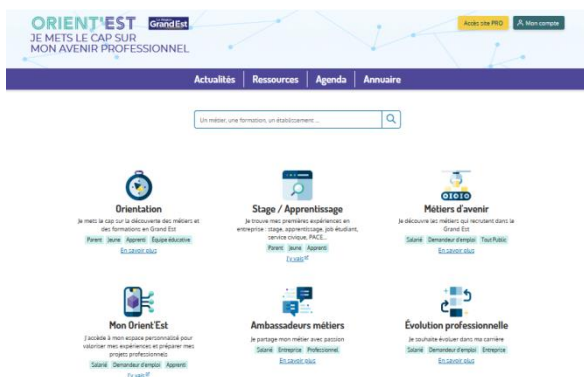 ORIENT'EST
La Région
Grand Est
JE METS LE CAP SUR
MON AVENIR PROFESSIONNEL
Accès site PRO
Mon compte
Actualités Ressources Agenda Annuaire
Un métier, une formation, un établissement ...
Orientation
Je mets le cap sur la découverte des métiers et
des formations en Grand Est
Parent Jeune Apprenti Équipe éducative
En savoir plus
Stage / Apprentissage
Je trouve mes premières expériences en
entreprise : stage, apprentissage, job étudiant,
service civique, PACE...
Parent Jeune Apprenti
J'y vais
Métiers d'avenir
Je découvre les métiers qui recrutent dans le
Grand Est
Salarié Demandeur d'emploi Tout Public
En savoir plus
Mon Orient'Est
J'accède à mon espace personnalisé pour
valoriser mes expériences et préparer mes
projets professionnels
Salarié Demandeur d'emploi Apprenti
J'y vais
Ambassadeurs métiers
Je partage mon métier avec passion
Salarié Entreprise Professionnel
En savoir plus
Évolution professionnelle
Je souhaite évoluer dans ma carrière
Salarié Demandeur d'emploi Entreprise
En savoir plus